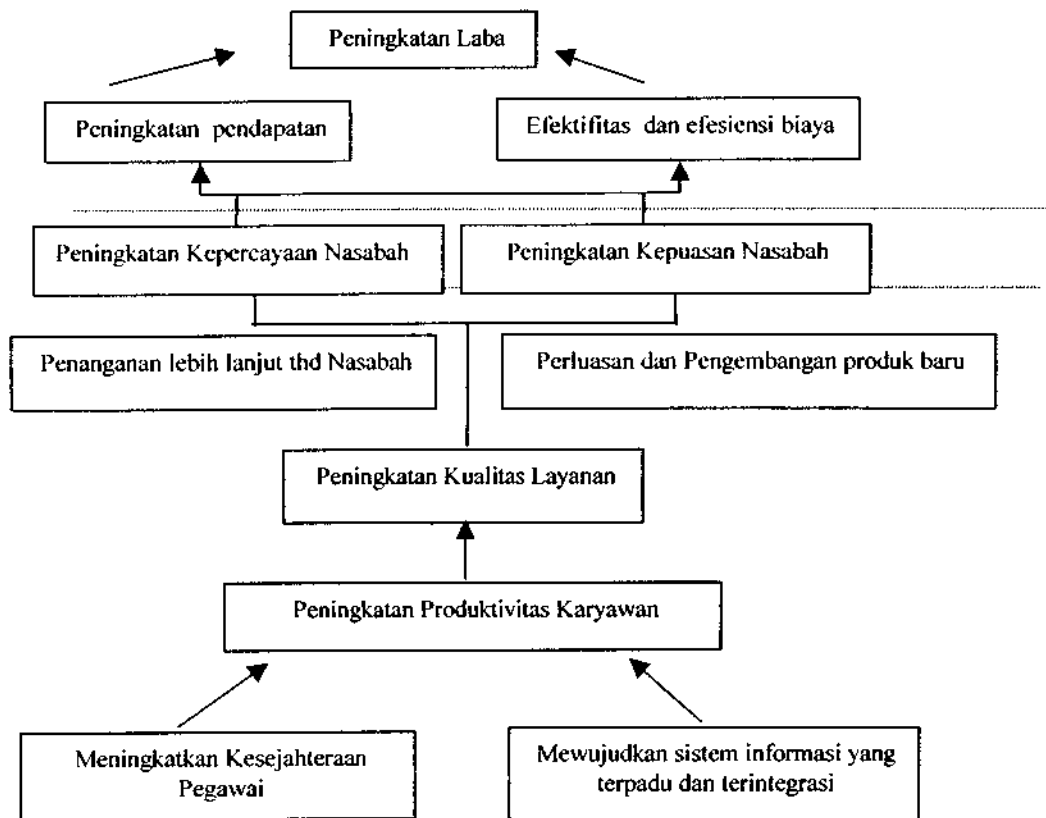 Peningkatan Laba
Peningkatan pendapatan
Efektifitas dan efesiensi biaya
Peningkatan Kepercayaan Nasabah
Peningkatan Kepuasan Nasabah
Penanganan lebih lanjut thd Nasabah
Perluasan dan Pengembangan produk baru
Peningkatan Kualitas Layanan
Peningkatan Produktivitas Karyawan
Meningkatkan Kesejahteraan
Pegawai
Mewujudkan sistem informasi yang
terpadu dan terintegrasi